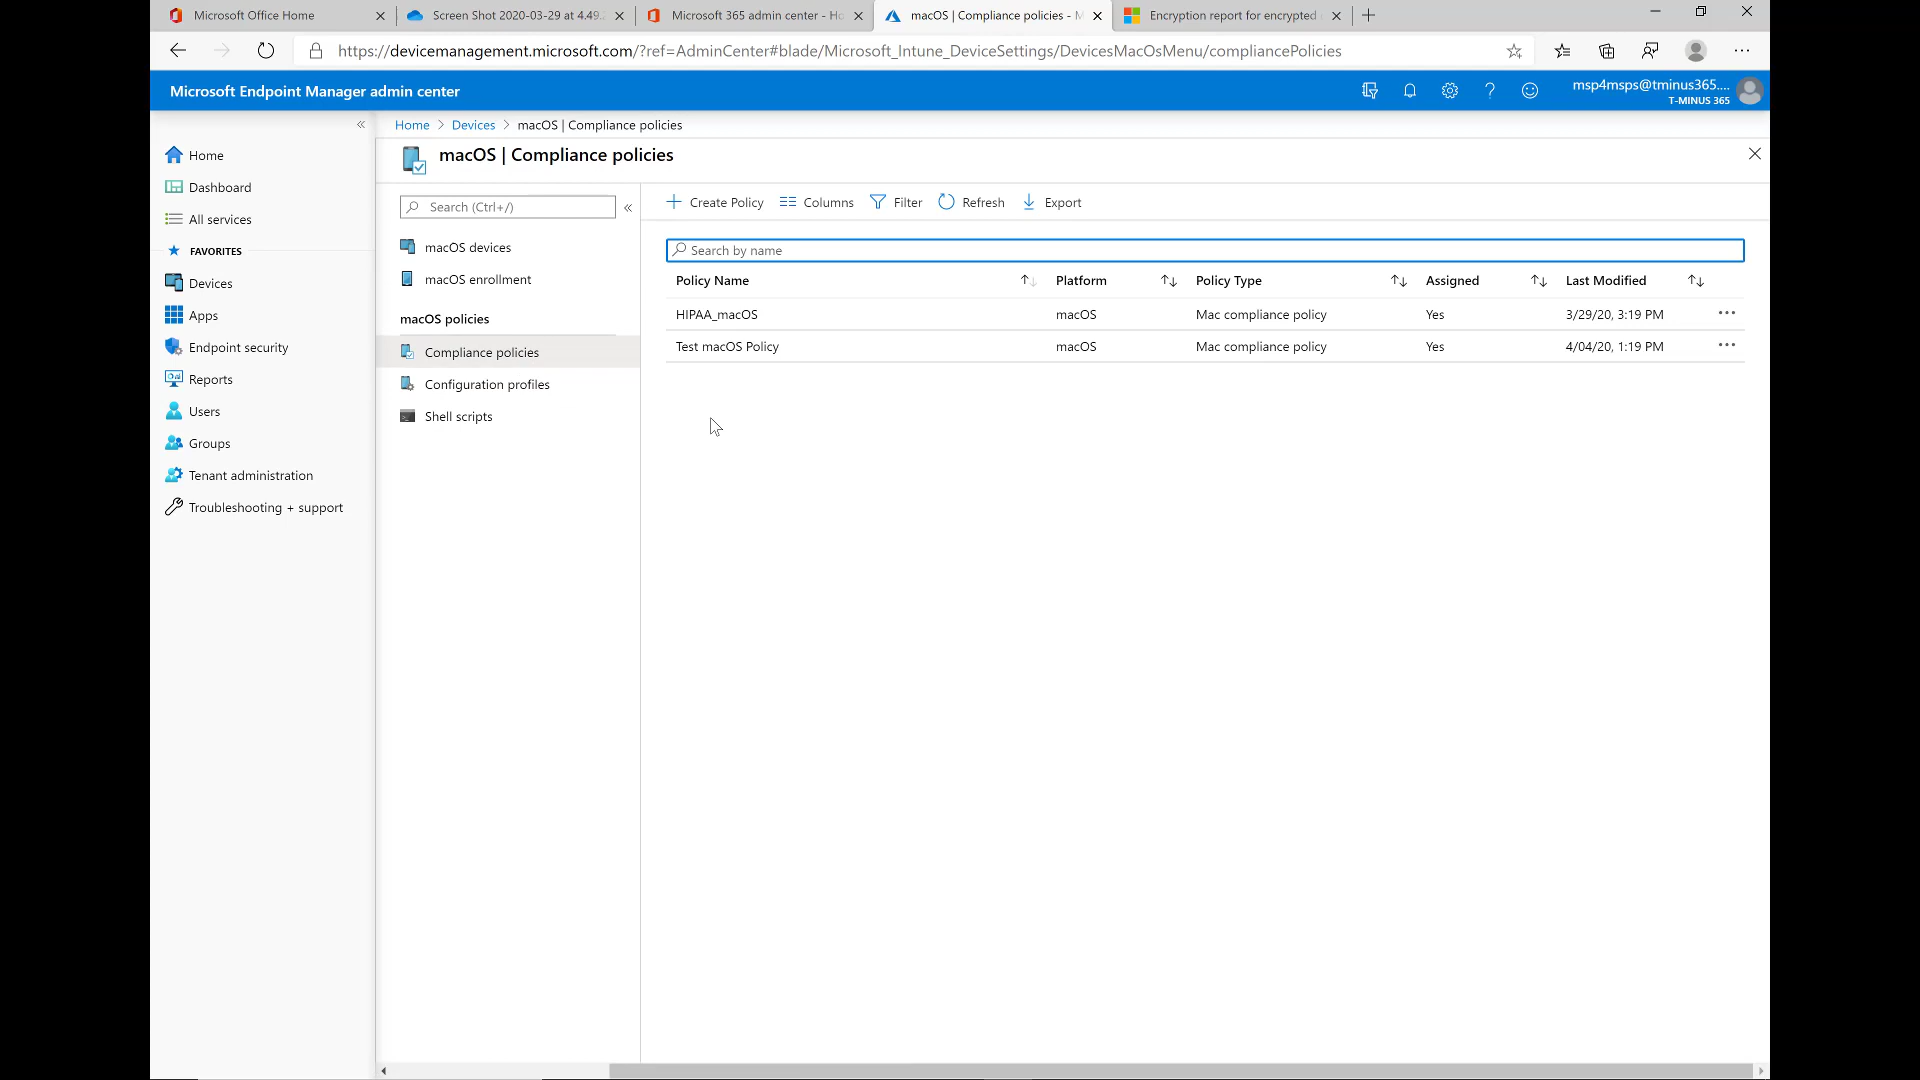 Microsoft Office Home
Screen Shot 2020-03-29 at 4.49.
Microsoft 365 admin center - Ho
macOS | Compliance policies - M
Encryption report for encrypted
https://devicemanagement.microsoft.com/?ref=AdminCenter#blade/Microsoft_Intune_DeviceSettings/DevicesMacOsMenu/compliancePolicies
Microsoft Endpoint Manager admin center
msp4msps@tminus365....
T-MINUS 365
Home > Devices > macOS | Compliance policies
macOS | Compliance policies
Home
Dashboard
All services
FAVORITES
Devices
Apps
Endpoint security
Reports
Users
Groups
Tenant administration
Troubleshooting + support
Search (Ctrl+/)
macOS devices
macOS enrollment
macOS policies
Compliance policies
Configuration profiles
Shell scripts
Create Policy Columns Filter Refresh Export
Search by name
Policy Name Platform Policy Type Assigned Last Modified
HIPAA_macOS macOS Mac compliance policy Yes 3/29/20, 3:19 PM
Test macOS Policy macOS Mac compliance policy Yes 4/04/20, 1:19 PM